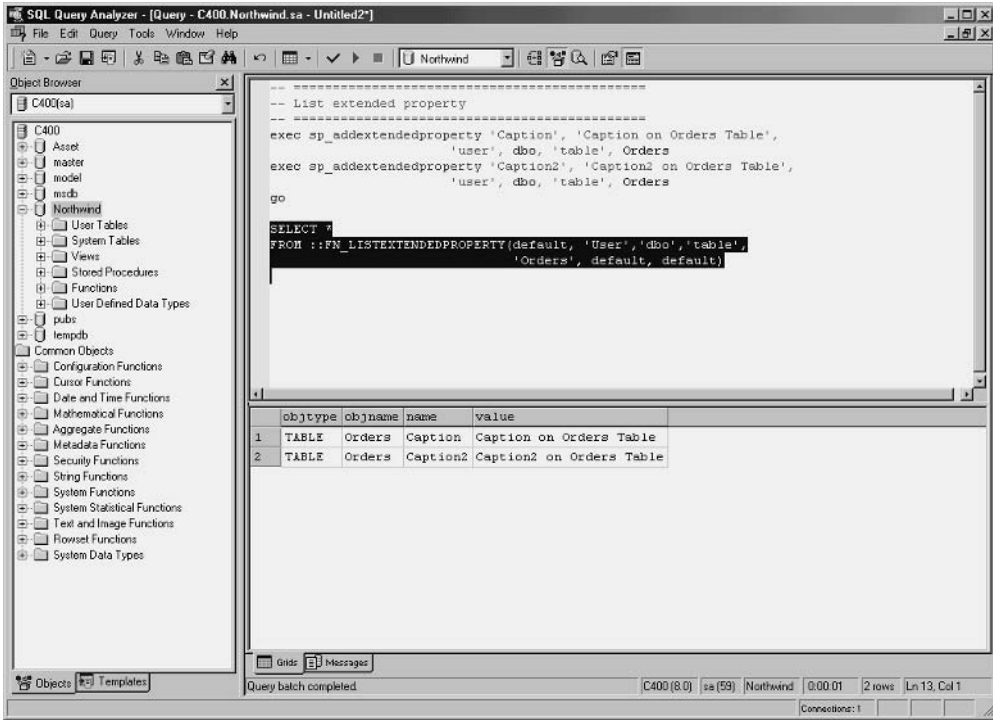 SQL Query Analyzer - [Query - C400.Northwind.sa - Untitled2*]
File Edit Query Tools Window Help
Northwind
Object Browser
C400(sa)
C400
Asset
master
model
msdb
Northwind
User Tables
System Tables
Views
Stored Procedures
Functions
User Defined Data Types
pubs
tempdb
Common Objects
Configuration Functions
Cursor Functions
Date and Time Functions
Mathematical Functions
Aggregate Functions
Metadata Functions
Security Functions
String Functions
System Functions
System Statistical Functions
Text and Image Functions
Rowset Functions
System Data Types
Objects Templates
-- =============================================
-- List extended property
-- =============================================
exec sp_addextendedproperty 'Caption', 'Caption on Orders Table',
'user', dbo, 'table', Orders
exec sp_addextendedproperty 'Caption2', 'Caption2 on Orders Table',
'user', dbo, 'table', Orders
go
SELECT *
FROM ::FN_LISTEXTENDEDPROPERTY(default, 'User','dbo','table',
'Orders', default, default)
objtype objname name value
1 TABLE Orders Caption Caption on Orders Table
2 TABLE Orders Caption2 Caption2 on Orders Table
Grids Messages
Query batch completed. C400 (8.0) sa (59) Northwind 0:00:01 2 rows Ln 13, Col 1
Connections: 1